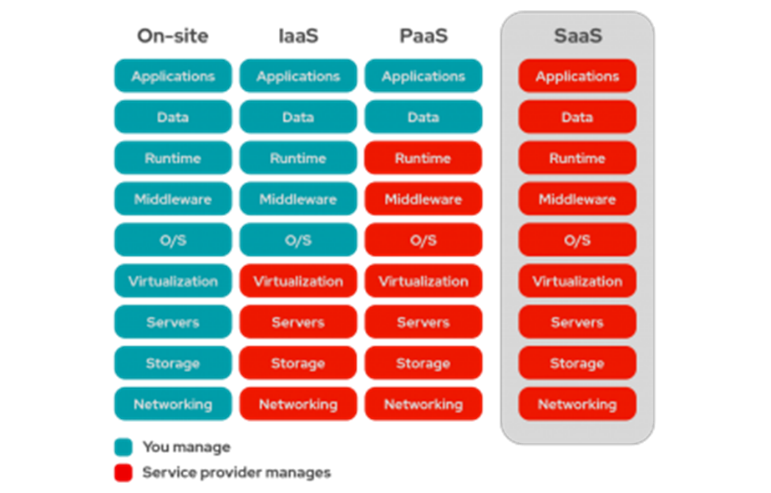 On-site IaaS PaaS SaaS
Applications Applications Applications Applications
Data Data Data Data
Runtime Runtime Runtime Runtime
Middleware Middleware Middleware Middleware
O/S O/S O/S O/S
Virtualization Virtualization Virtualization Virtualization
Servers Servers Servers Servers
Storage Storage Storage Storage
Networking Networking Networking Networking
You manage
Service provider manages